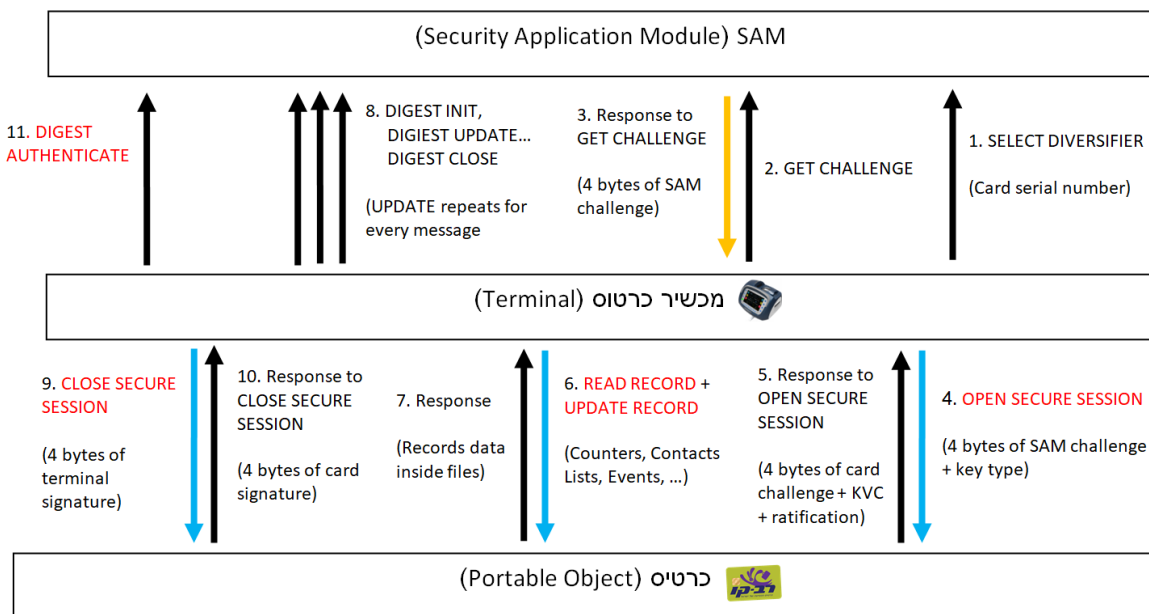 (Security Application Module) SAM
11. DIGEST
AUTHENTICATE
8. DIGEST INIT,
DIGIEST UPDATE...
DIGEST CLOSE
(UPDATE repeats for
every message
3. Response to
GET CHALLENGE
(4 bytes of SAM
challenge)
2. GET CHALLENGE
1. SELECT DIVERSIFIER
(Card serial number)
מכשיר כרטוס (Terminal)
9. CLOSE SECURE
SESSION
(4 bytes of
terminal
signature)
10. Response to
CLOSE SECURE
SESSION
(4 bytes of card
signature)
7. Response
(Records data
inside files)
6. READ RECORD +
UPDATE RECORD
(Counters, Contacts
Lists, Events, ...)
5. Response to
OPEN SECURE
SESSION
(4 bytes of card
challenge + KVC
+ ratification)
4. OPEN SECURE SESSION
(4 bytes of SAM challenge
+ key type)
כרטיס (Portable Object)
רב-קו